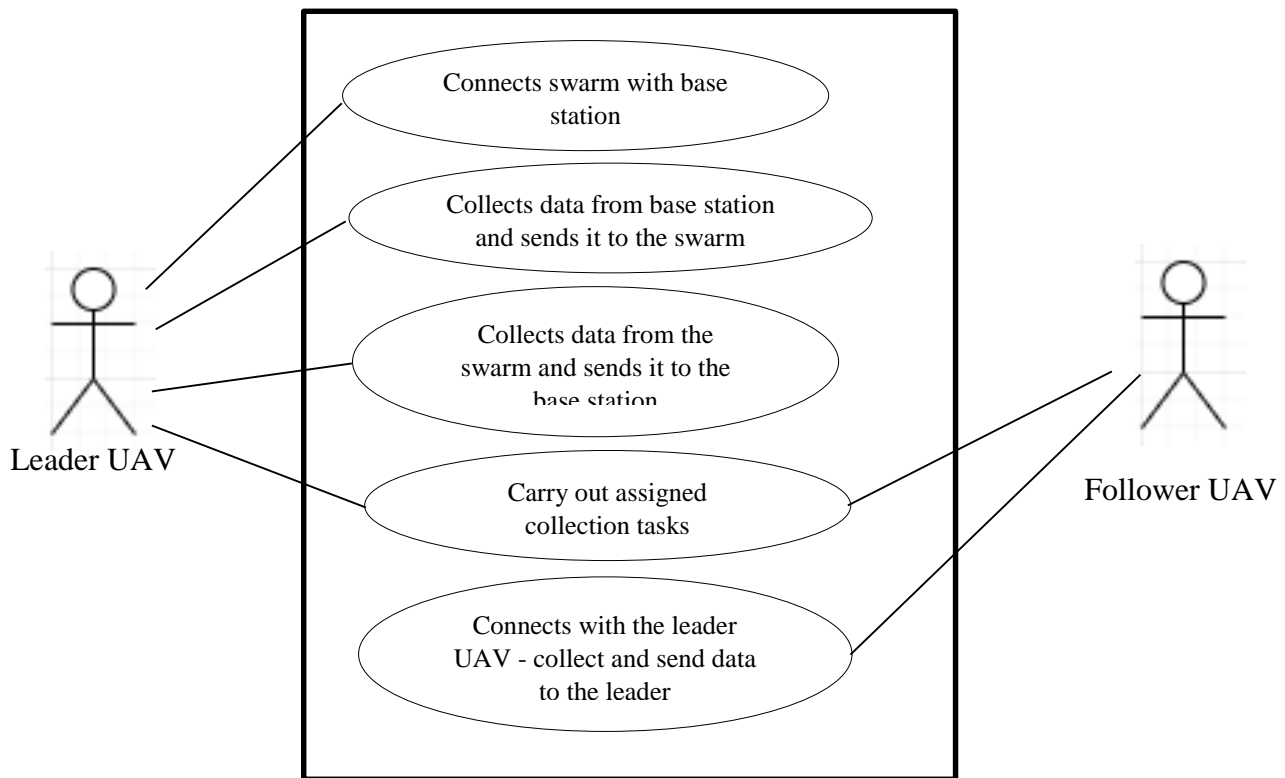 Connects swarm with base
station
Collects data from base station
and sends it to the swarm
Collects data from the
swarm and sends it to the
base station
Leader UAV
Carry out assigned
collection tasks
Follower UAV
Connects with the leader
UAV - collect and send data
to the leader